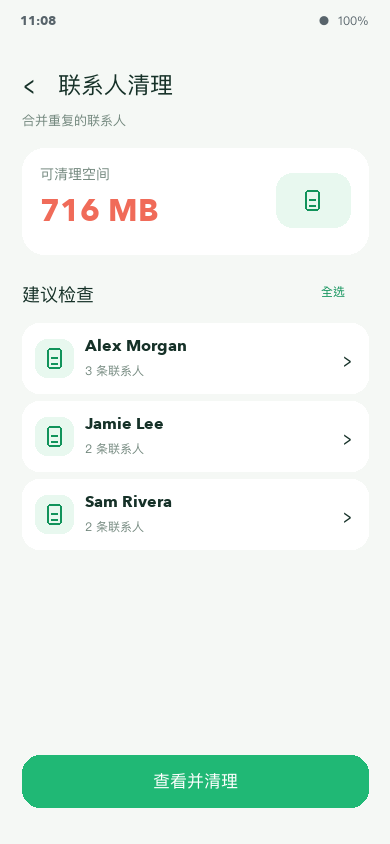 11:08
100%
联系人清理
合并重复的联系人
可清理空间
716 MB
建议检查
全选
Alex Morgan
3 条联系人
Jamie Lee
2 条联系人
Sam Rivera
2 条联系人
查看并清理